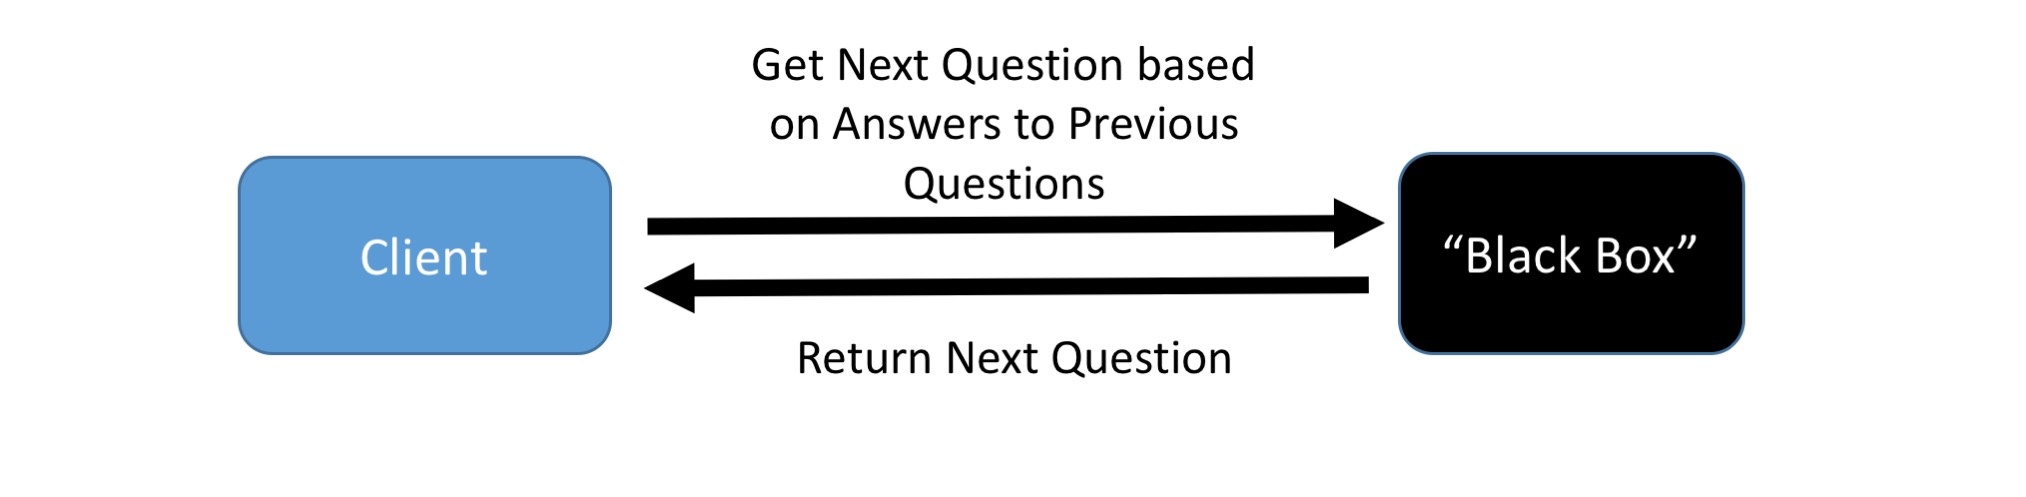 Get Next Question based
on Answers to Previous
Questions
Client
“Black Box”
Return Next Question